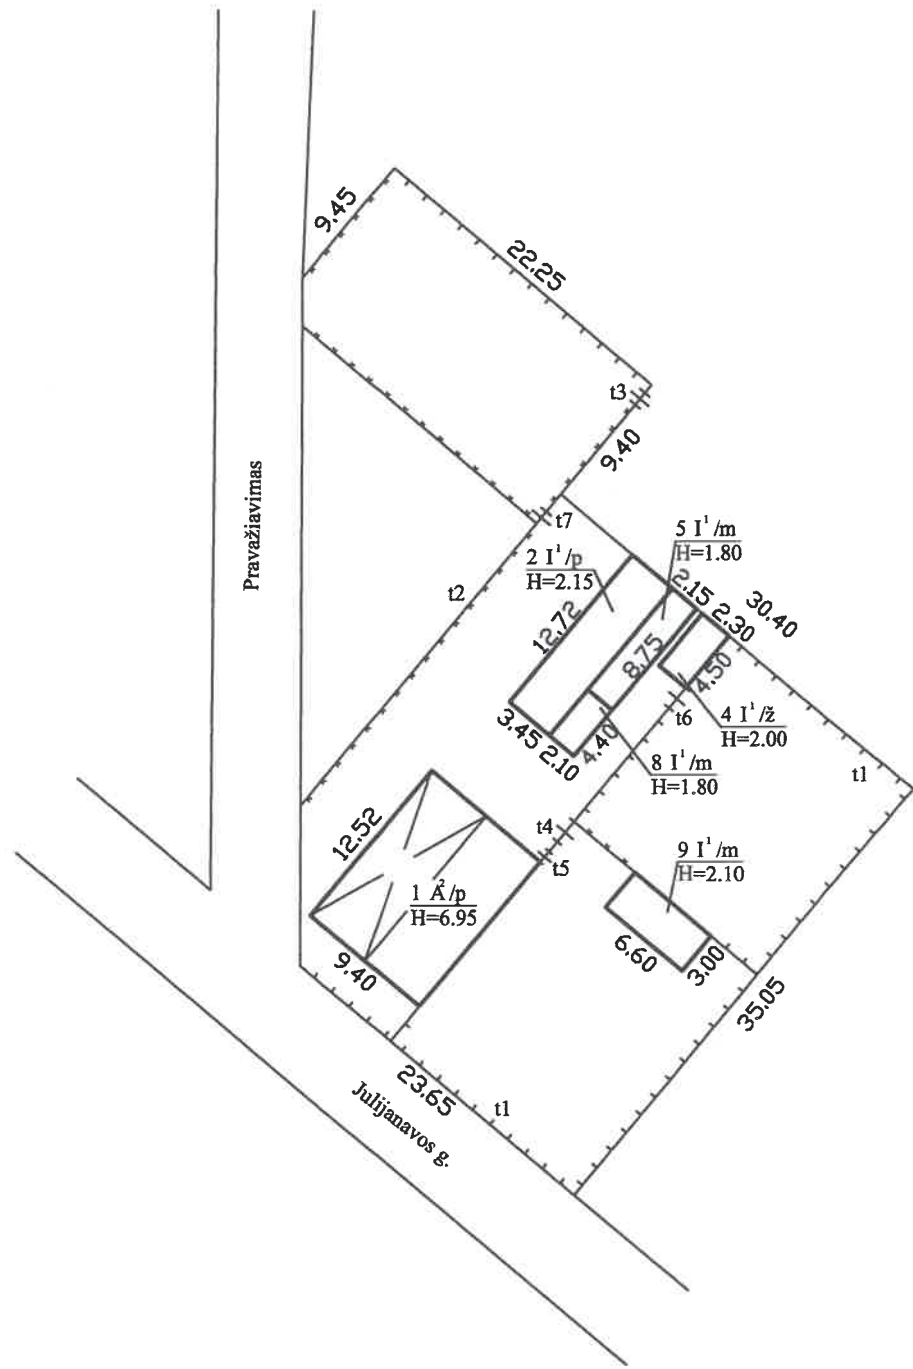 9.45
22.25
t3
9.40
Pravažiavimas
t7
5 I¹/m
H=1.80
2 I¹/p
H=2.15
t2
2.15
2.30
30.40
12.72
8.75
4.50
t6
4 I¹/ž
H=2.00
3.45
2.10
4.40
8 I¹/m
H=1.80
t1
12.52
t4
t5
9 I¹/m
H=2.10
1 A²/p
H=6.95
6.60
3.00
9.40
35.05
23.65
t1
Julijanavos g.